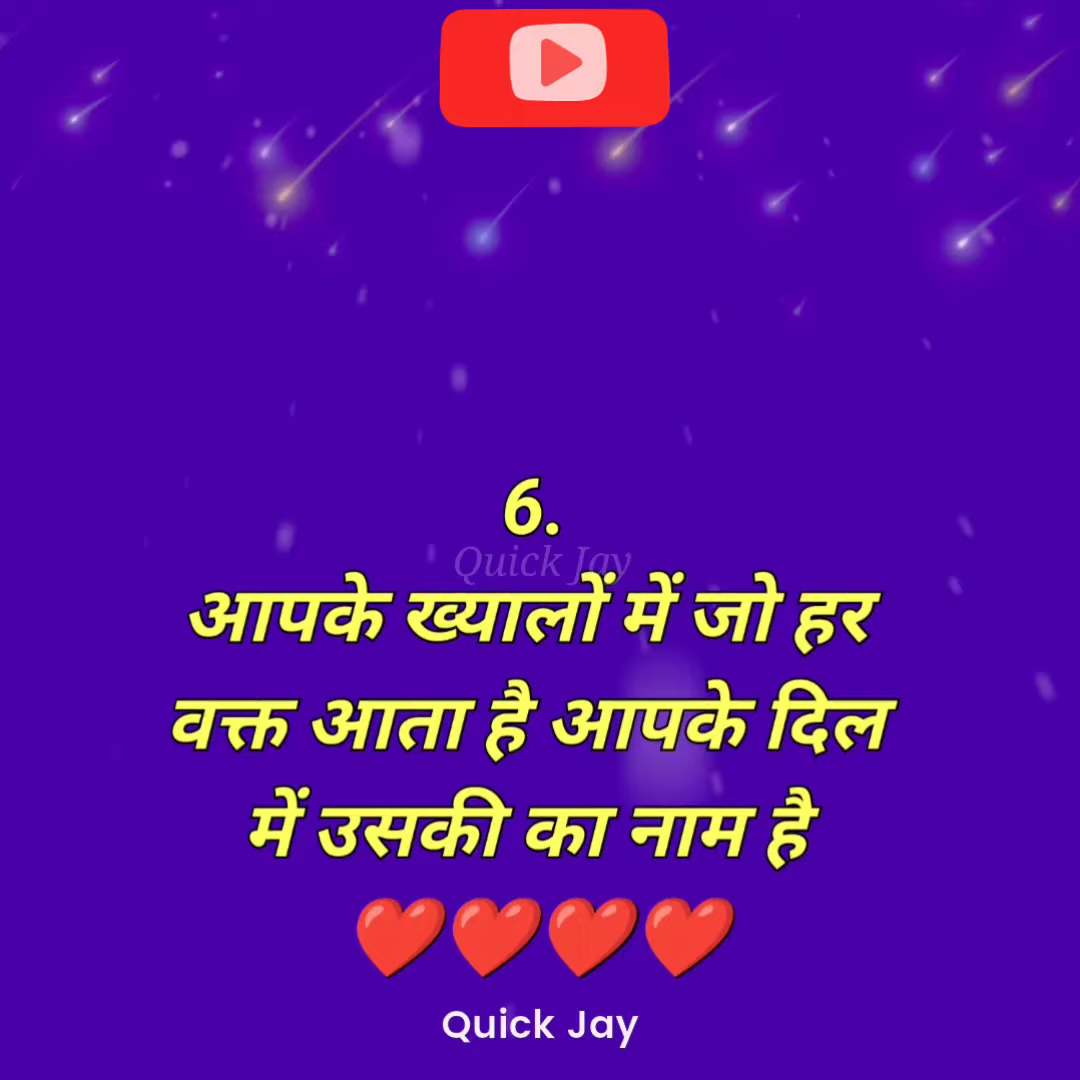 6.
Quick Jay
आपके ख्यालों में जो हर
वक्त आता है आपके दिल
में उसकी का नाम है
❤️❤️❤️❤️
Quick Jay